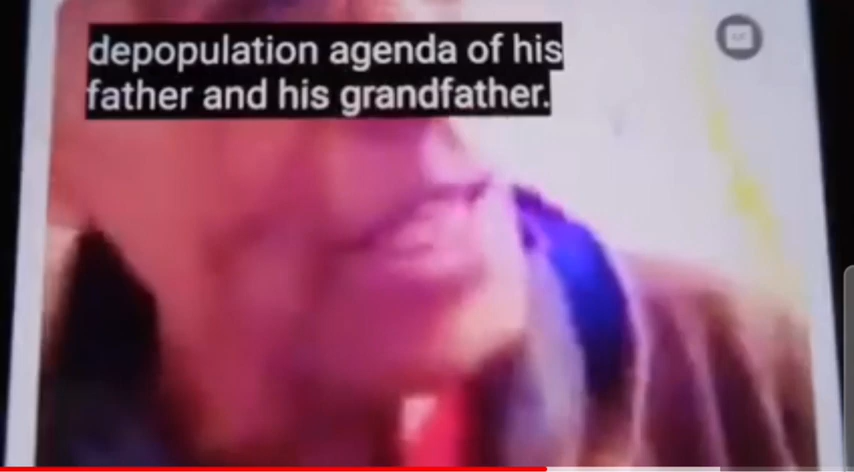 depopulation agenda of his
father and his grandfather.